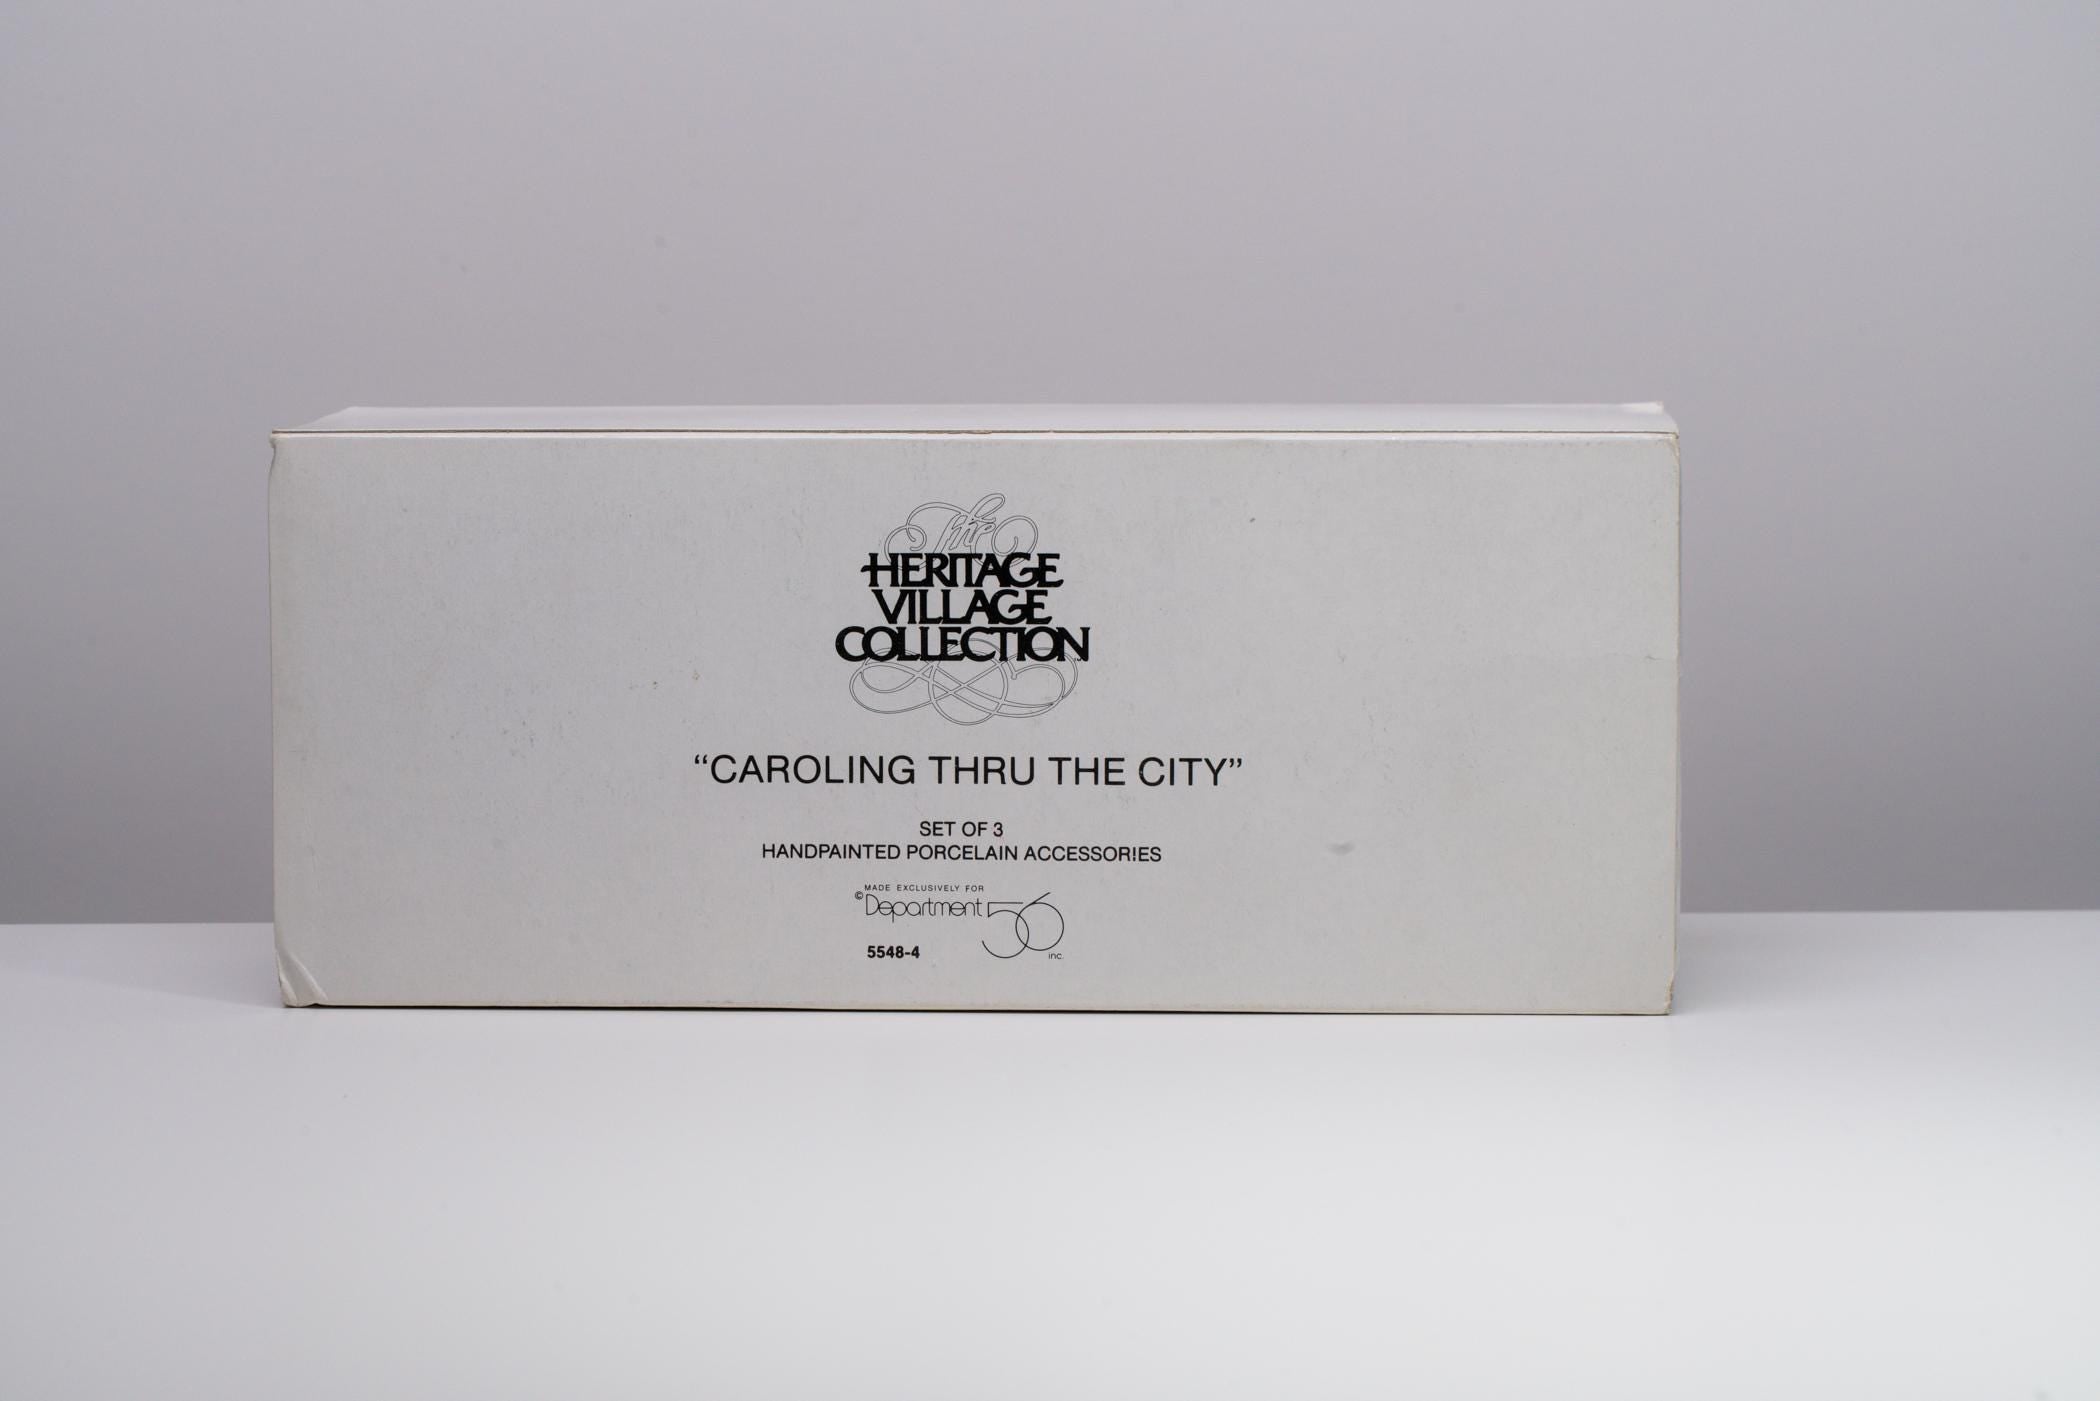 The
HERITAGE
VILLAGE
COLLECTION™
“CAROLING THRU THE CITY”
SET OF 3
HANDPAINTED PORCELAIN ACCESSORIES
MADE EXCLUSIVELY FOR
© Department 56 inc.
5548-4